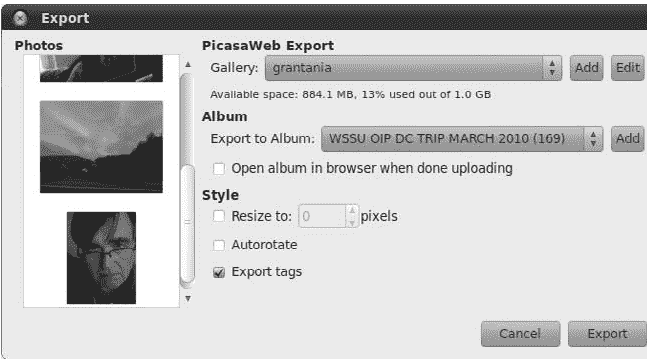 Export
Photos
PicasaWeb Export
Gallery: grantania Add Edit
Available space: 884.1 MB, 13% used out of 1.0 GB
Album
Export to Album: WSSU OIP DC TRIP MARCH 2010 (169) Add
Open album in browser when done uploading
Style
Resize to: 0 pixels
Autorotate
Export tags
Cancel Export